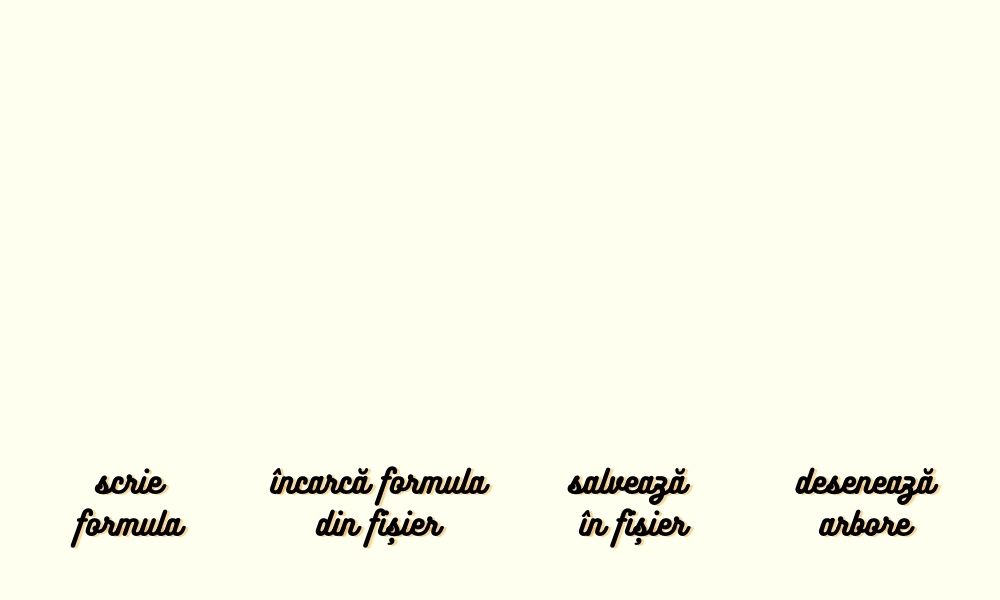 scrie
formula
încarcă formula
din fișier
salvează
în fișier
desenează
arbore